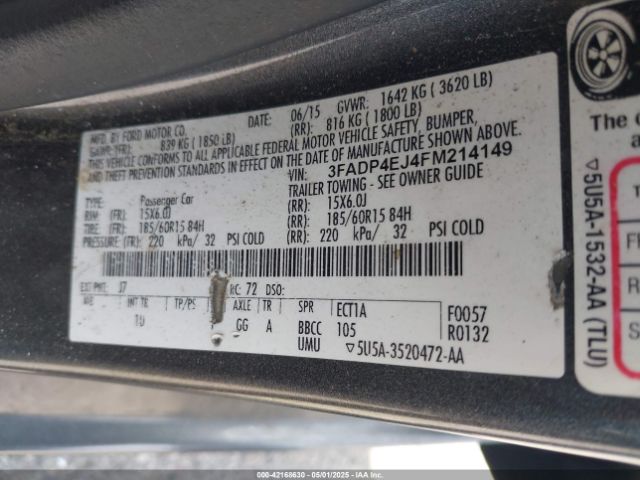 MFD. BY FORD MOTOR CO.
DATE: 06/15 GVWR: 1642 KG ( 3620 LB)
839 KG ( 1850 LB) (RR): 816 KG ( 1800 LB)
THIS VEHICLE CONFORMS TO ALL APPLICABLE FEDERAL MOTOR VEHICLE SAFETY, BUMPER,
AND THEFT PREVENTION STANDARDS IN EFFECT ON THE DATE OF MANUFACTURE SHOWN ABOVE.
VIN: 3FADP4EJ4FM214149
TYPE: Passenger Car TRAILER TOWING - SEE OWNER GUIDE
RIM (FR): 15X6.0J (RR): 15X6.0J
TIRE (FR): 185/60R15 84H (RR): 185/60R15 84H
PRESSURE (FR): 220 kPa/ 32 PSI COLD (RR): 220 kPa/ 32 PSI COLD
EXT PNT: J7 RC: 72 DSO:
WB INT TR TP/PS AXLE TR SPR ECT1A F0057
GG A BBCC 105 R0132
UMU ▽5U5A-3520472-AA
▽5U5A-1532-AA (TLU)
The c
FR
R
S
000-42168630 - 05/01/2025 - IAAI.COM